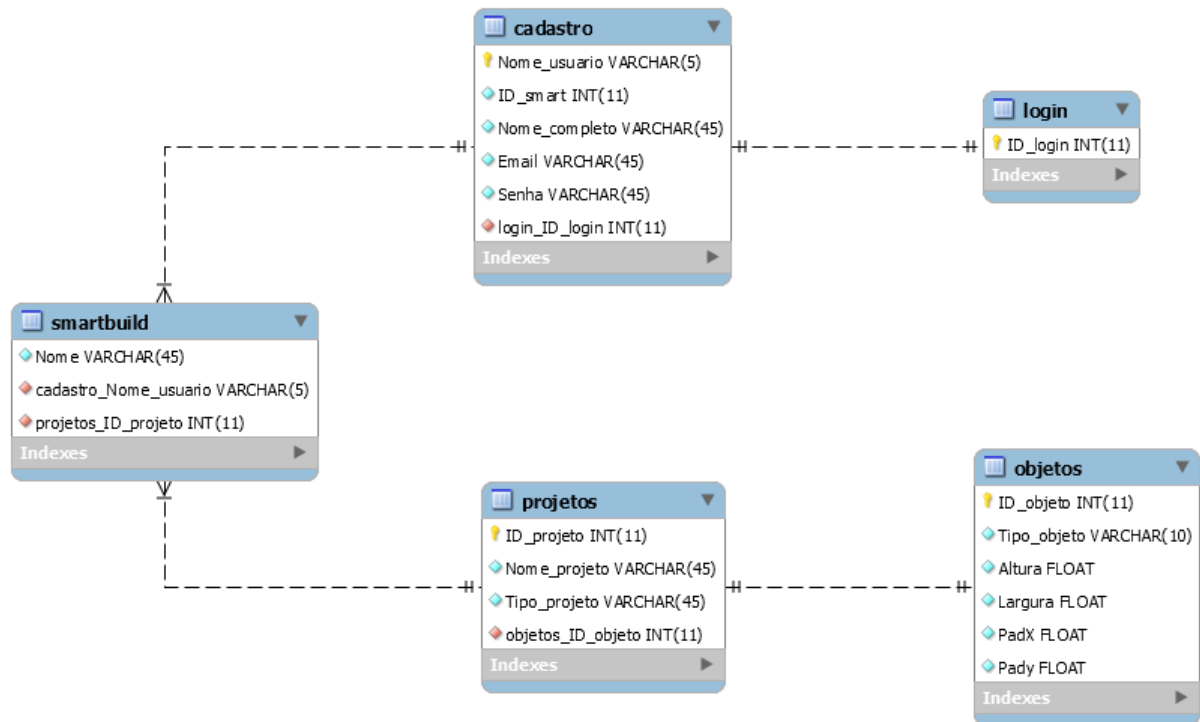 cadastro
Nome_usuario VARCHAR(5)
ID_smart INT(11)
Nome_completo VARCHAR(45)
Email VARCHAR(45)
Senha VARCHAR(45)
login_ID_login INT(11)
Indexes
login
ID_login INT(11)
Indexes
smartbuild
Nome VARCHAR(45)
cadastro_Nome_usuario VARCHAR(5)
projetos_ID_projeto INT(11)
Indexes
projetos
ID_projeto INT(11)
Nome_projeto VARCHAR(45)
Tipo_projeto VARCHAR(45)
objetos_ID_objeto INT(11)
Indexes
objetos
ID_objeto INT(11)
Tipo_objeto VARCHAR(10)
Altura FLOAT
Largura FLOAT
PadX FLOAT
Pady FLOAT
Indexes